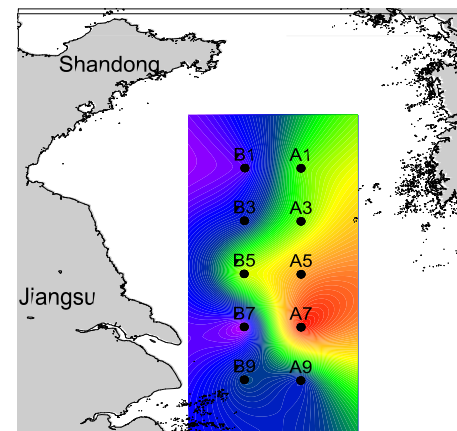 Shandong
B1 A1
B3 A3
B5 A5
Jiangsu
B7 A7
B9 A9